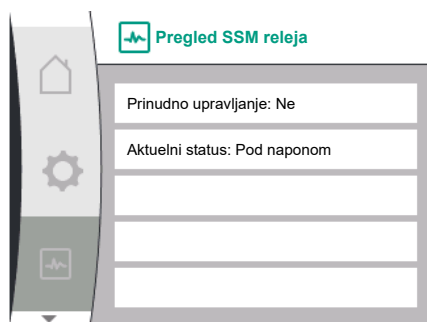 Pregled SSM releja
Prinudno upravljanje: Ne
Aktuelni status: Pod naponom